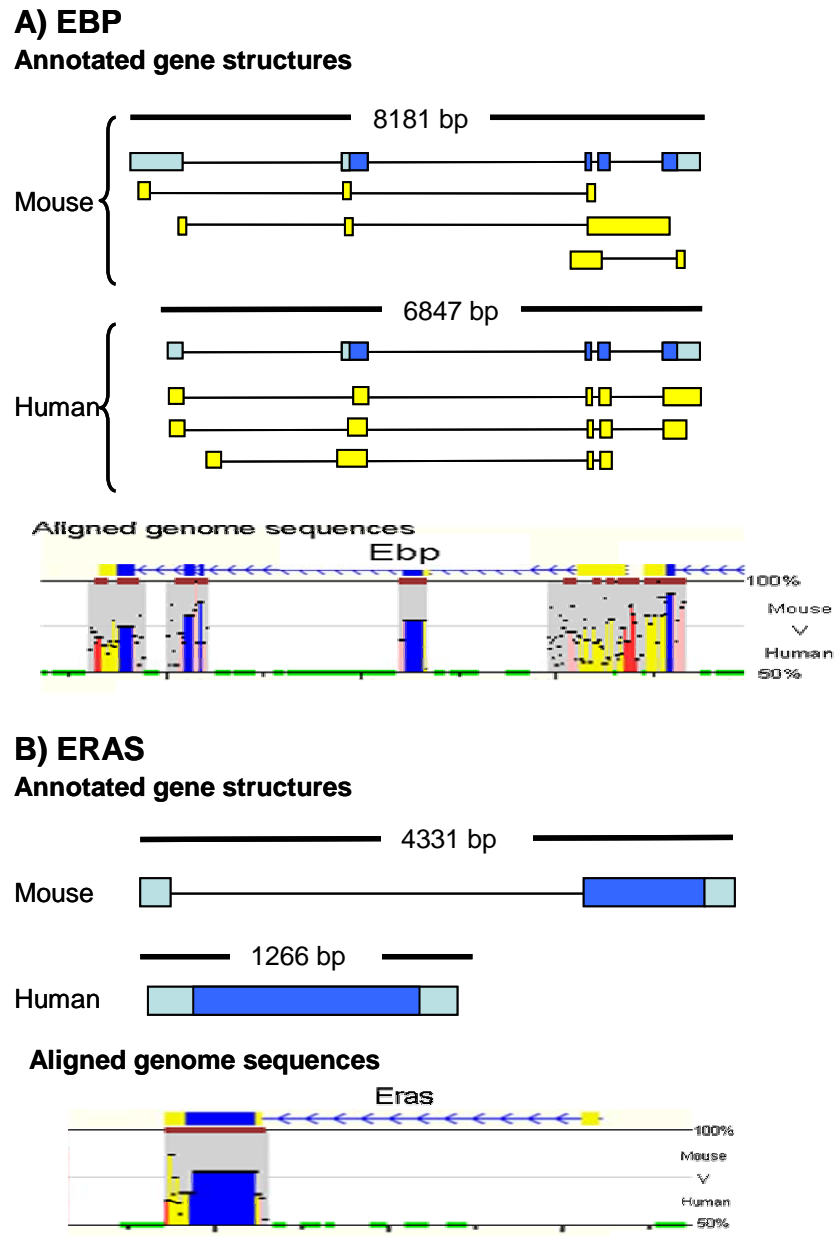 A) EBP
Annotated gene structures
8181 bp
Mouse
6847 bp
Human
Aligned genome sequences
Ebp
100%
Mouse
V
Human
50%
B) ERAS
Annotated gene structures
4331 bp
Mouse
1266 bp
Human
Aligned genome sequences
Eras
100%
Mouse
V
Human
50%